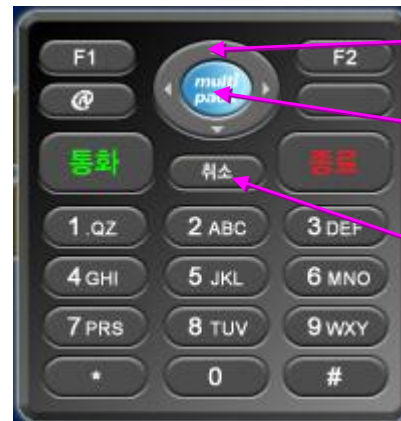 F1 F2
multi
pad
@
통화 취소 종료
1 .QZ 2 ABC 3 DEF
4 GHI 5 JKL 6 MNO
7 PRS 8 TUV 9 WXY
* 0 #